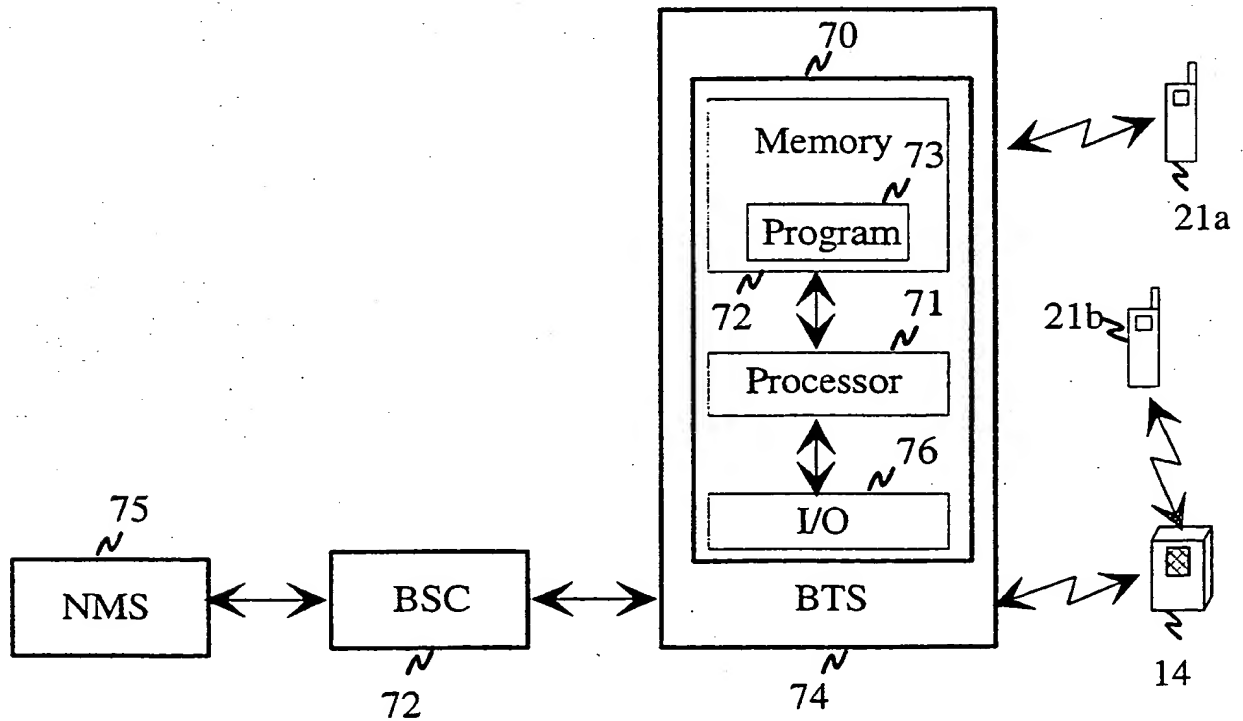 70
Memory
73
Program
72
71
Processor
76
I/O
BTS
74
75
NMS
BSC
72
21a
21b
14